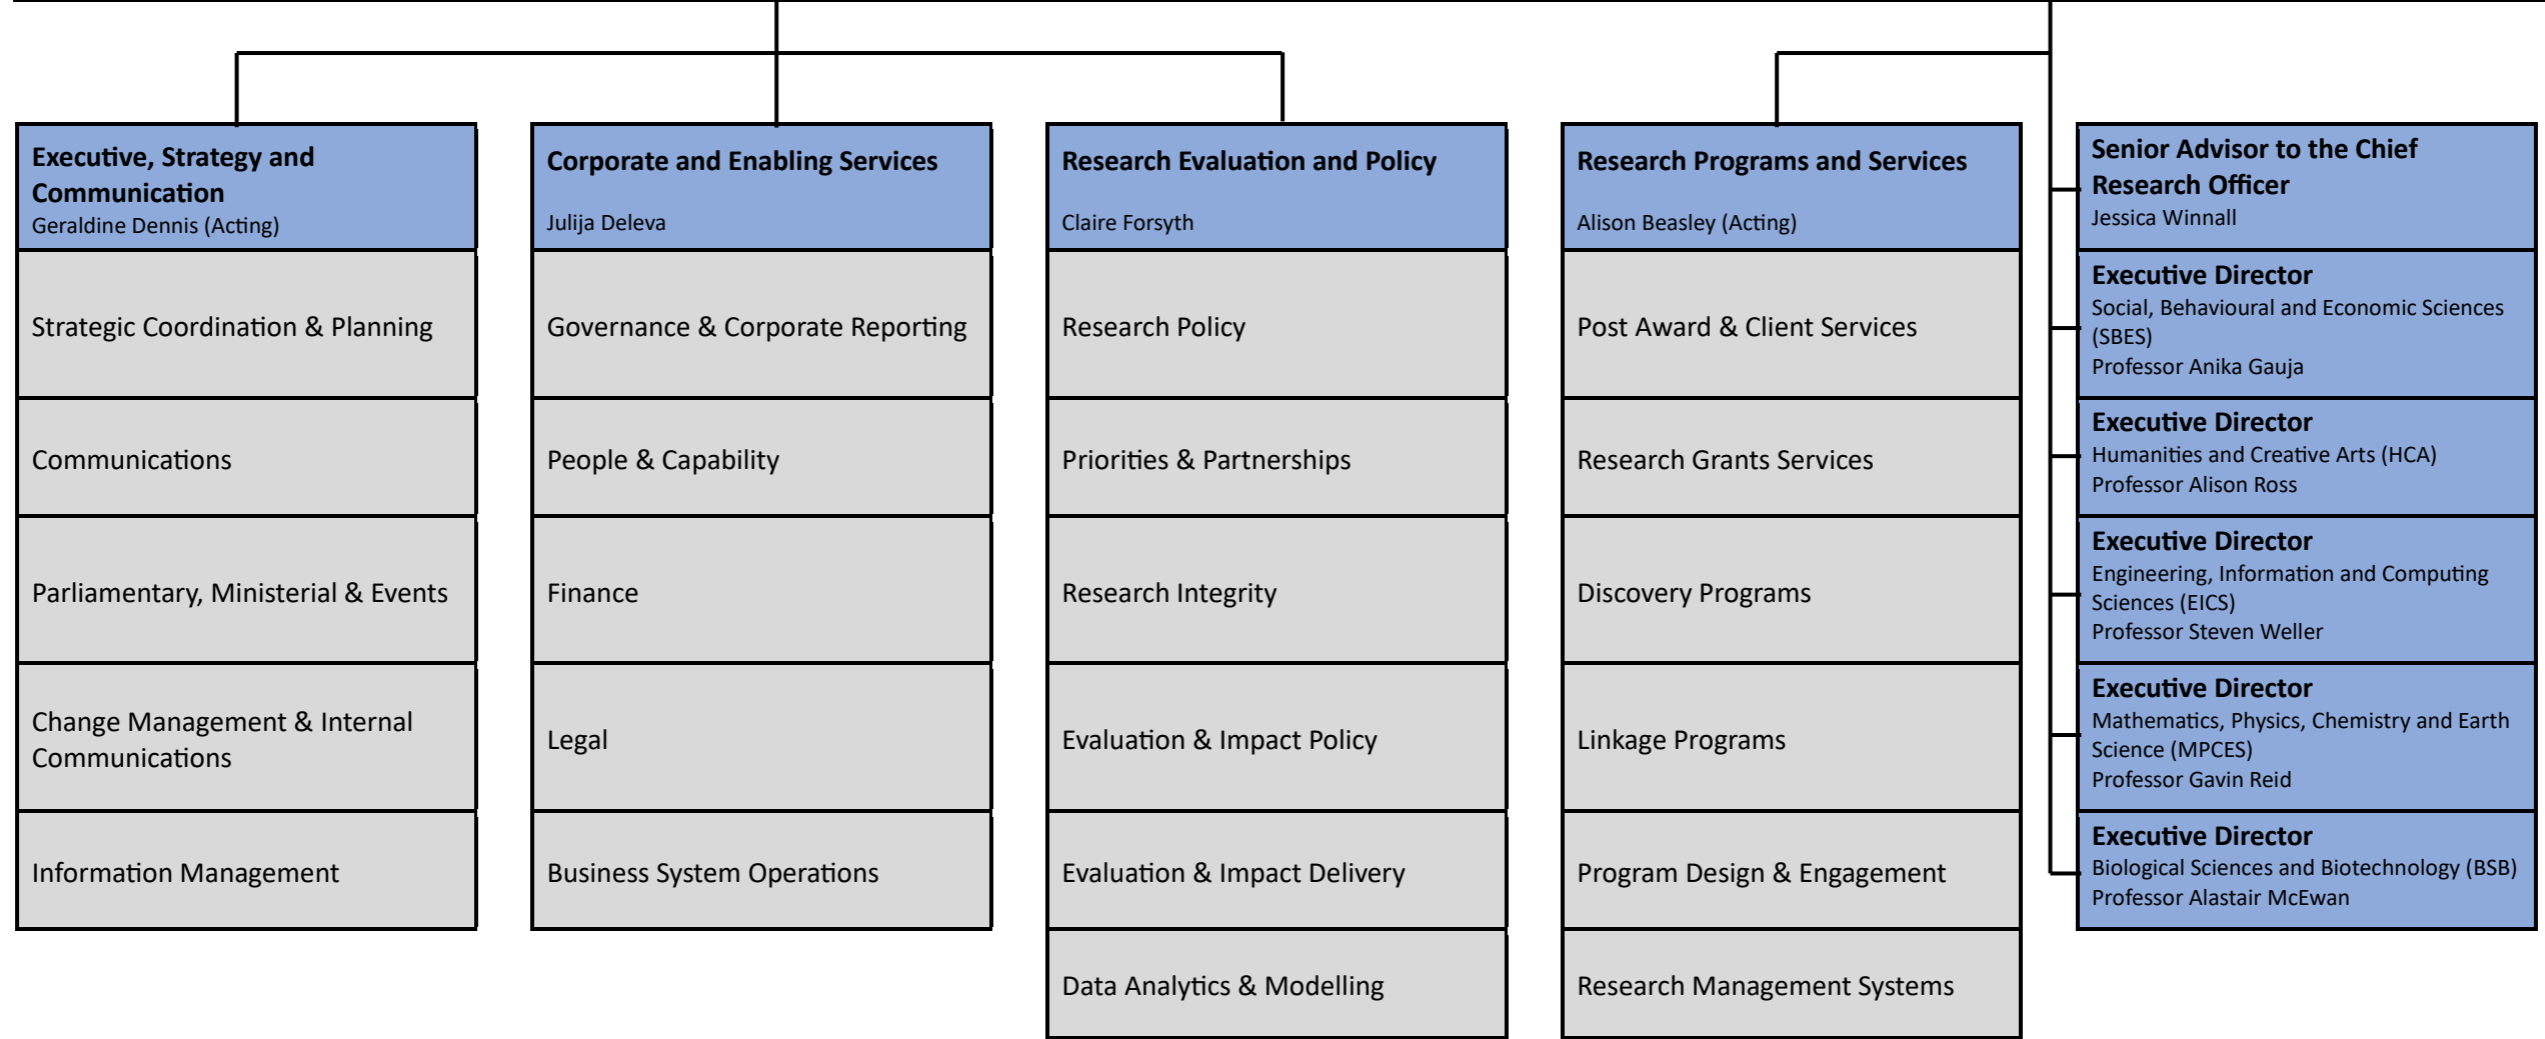 Executive, Strategy and
Communication
Geraldine Dennis (Acting)
Strategic Coordination & Planning
Communications
Parliamentary, Ministerial & Events
Change Management & Internal
Communications
Information Management
Corporate and Enabling Services
Julija Deleva
Governance & Corporate Reporting
People & Capability
Finance
Legal
Business System Operations
Research Evaluation and Policy
Claire Forsyth
Research Policy
Priorities & Partnerships
Research Integrity
Evaluation & Impact Policy
Evaluation & Impact Delivery
Data Analytics & Modelling
Research Programs and Services
Alison Beasley (Acting)
Post Award & Client Services
Research Grants Services
Discovery Programs
Linkage Programs
Program Design & Engagement
Research Management Systems
Senior Advisor to the Chief
Research Officer
Jessica Winnall
Executive Director
Social, Behavioural and Economic Sciences
(SBES)
Professor Anika Gauja
Executive Director
Humanities and Creative Arts (HCA)
Professor Alison Ross
Executive Director
Engineering, Information and Computing
Sciences (EICS)
Professor Steven Weller
Executive Director
Mathematics, Physics, Chemistry and Earth
Science (MPCES)
Professor Gavin Reid
Executive Director
Biological Sciences and Biotechnology (BSB)
Professor Alastair McEwan